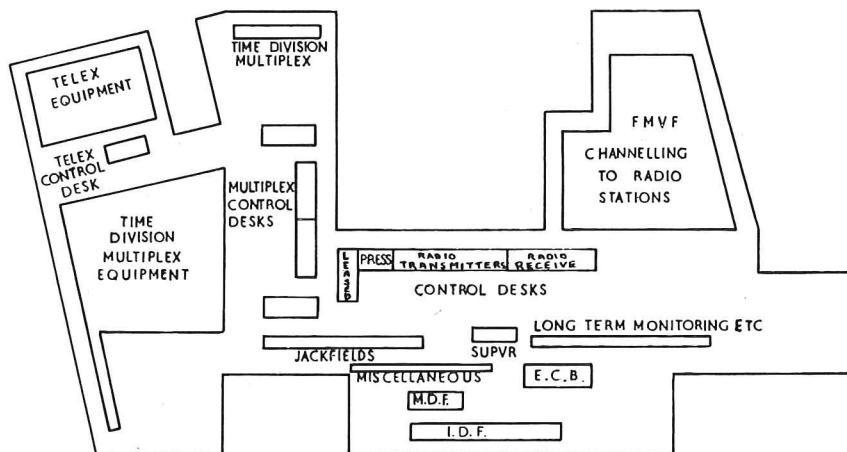 TIME DIVISION
MULTIPLEX
TELEX
EQUIPMENT
TELEX
CONTROL
DESK
TIME
DIVISION
MULTIPLEX
EQUIPMENT
MULTIPLEX
CONTROL
DESKS
FMVF
CHANNELLING
TO RADIO
STATIONS
LEASED
PRESS
RADIO
TRANSMITTERS
RADIO
RECEIVE
CONTROL DESKS
JACKFIELDS
SUPVR
LONG TERM MONITORING ETC
MISCELLANEOUS
E.C.B.
M.D.F.
I.D.F.